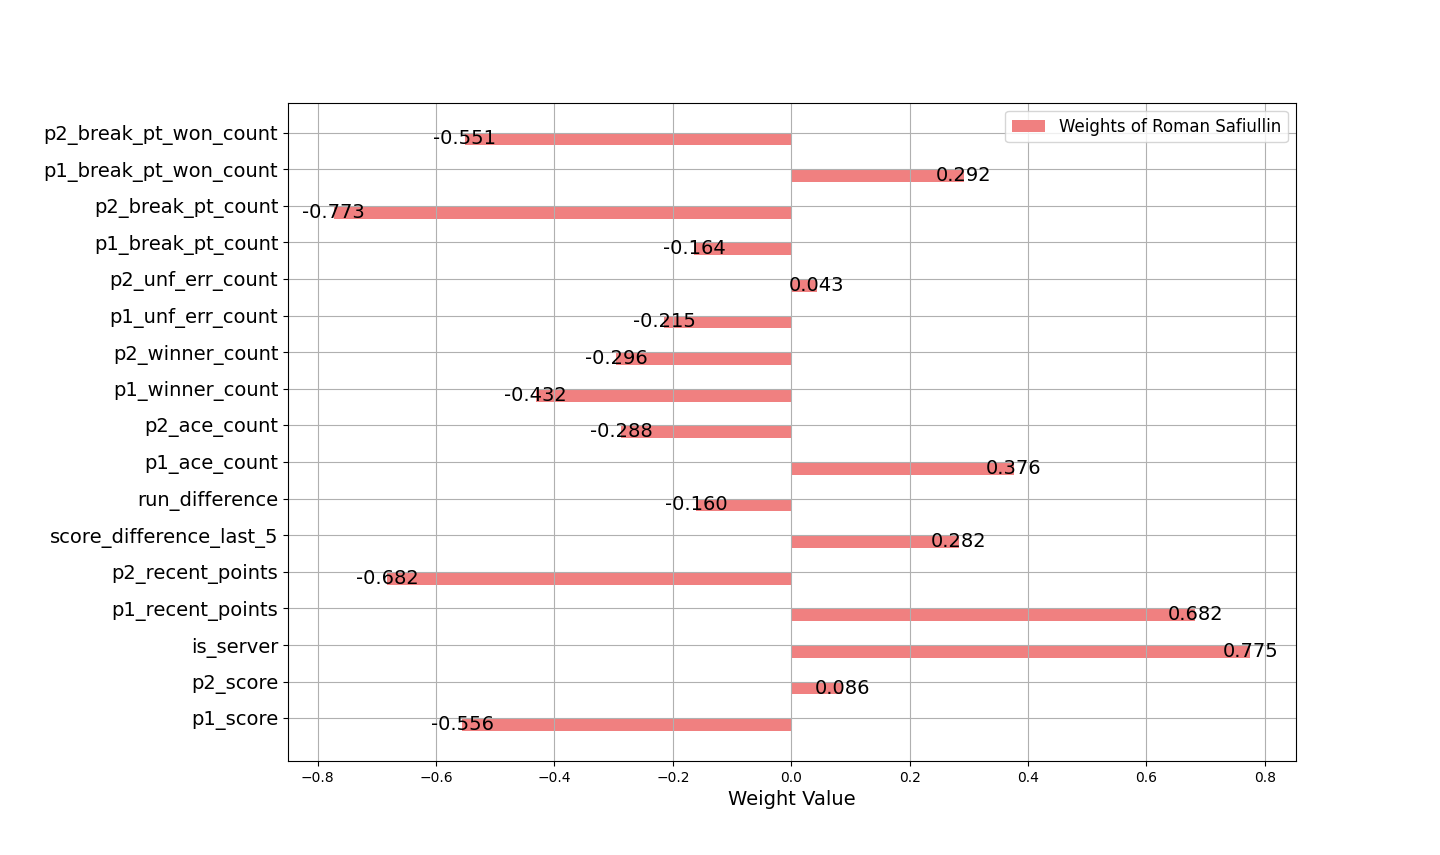 Weights of Roman Safiullin
p2_break_pt_won_count -0.551
p1_break_pt_won_count 0.292
p2_break_pt_count -0.773
p1_break_pt_count -0.164
p2_unf_err_count 0.043
p1_unf_err_count -0.215
p2_winner_count -0.296
p1_winner_count -0.432
p2_ace_count -0.288
p1_ace_count 0.376
run_difference -0.160
score_difference_last_5 0.282
p2_recent_points -0.682
p1_recent_points 0.682
is_server 0.775
p2_score 0.086
p1_score -0.556
−0.8 −0.6 −0.4 −0.2 0.0 0.2 0.4 0.6 0.8
Weight Value